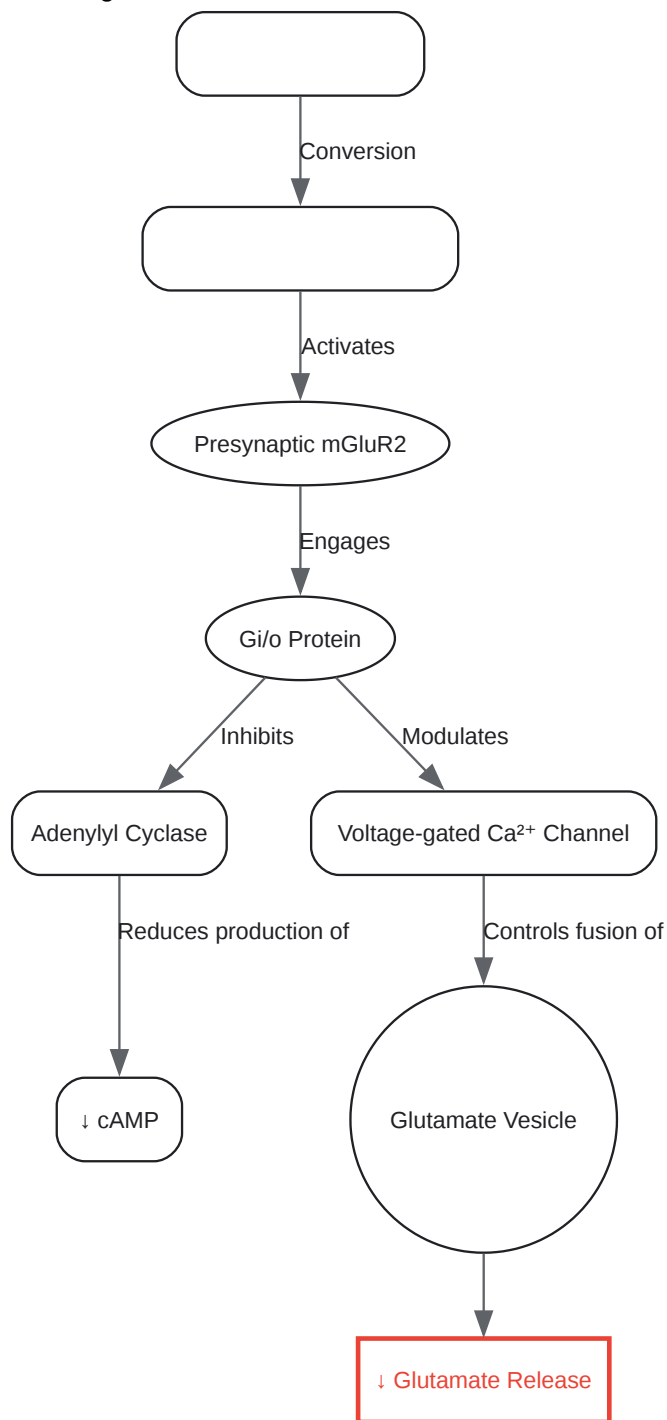 Conversion
Activates
Presynaptic mGluR2
Engages
Gi/o Protein
Inhibits
Modulates
Adenylyl Cyclase
Voltage-gated Ca²⁺ Channel
Reduces production of
Controls fusion of
↓ cAMP
Glutamate Vesicle
↓ Glutamate Release